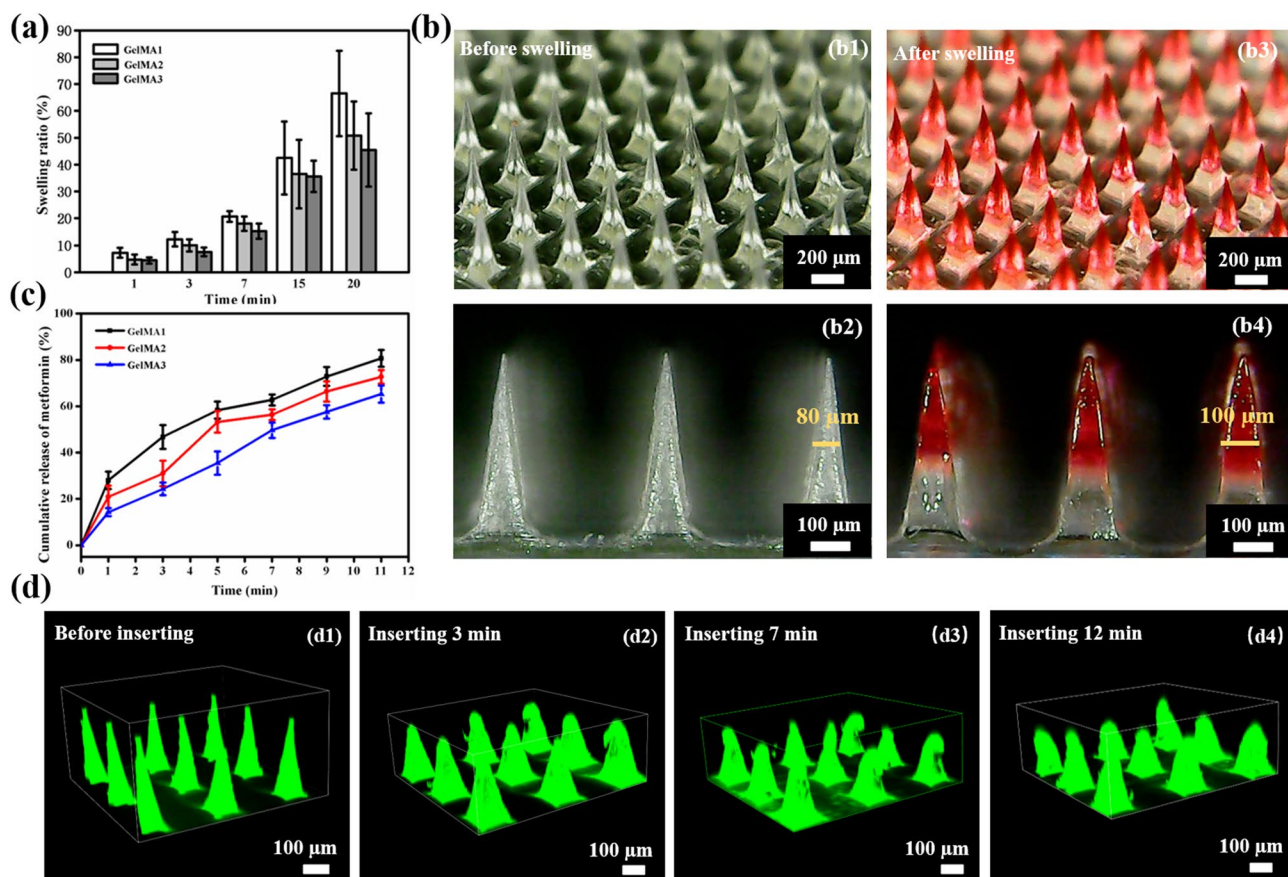 (a)
90
80
70
60
50
40
30
20
10
0
Swelling ratio (%)
GelMA1
GelMA2
GelMA3
1 3 7 15 20
Time (min)
(b)
Before swelling (b1)
200 μm
After swelling (b3)
200 μm
(b2)
80 μm
100 μm
(b4)
100 μm
100 μm
(c)
100
80
60
40
20
0
Cumulative release of metformin (%)
GelMA1
GelMA2
GelMA3
0 1 2 3 4 5 6 7 8 9 10 11 12
Time (min)
(d)
Before inserting (d1)
100 μm
Inserting 3 min (d2)
100 μm
Inserting 7 min (d3)
100 μm
Inserting 12 min (d4)
100 μm